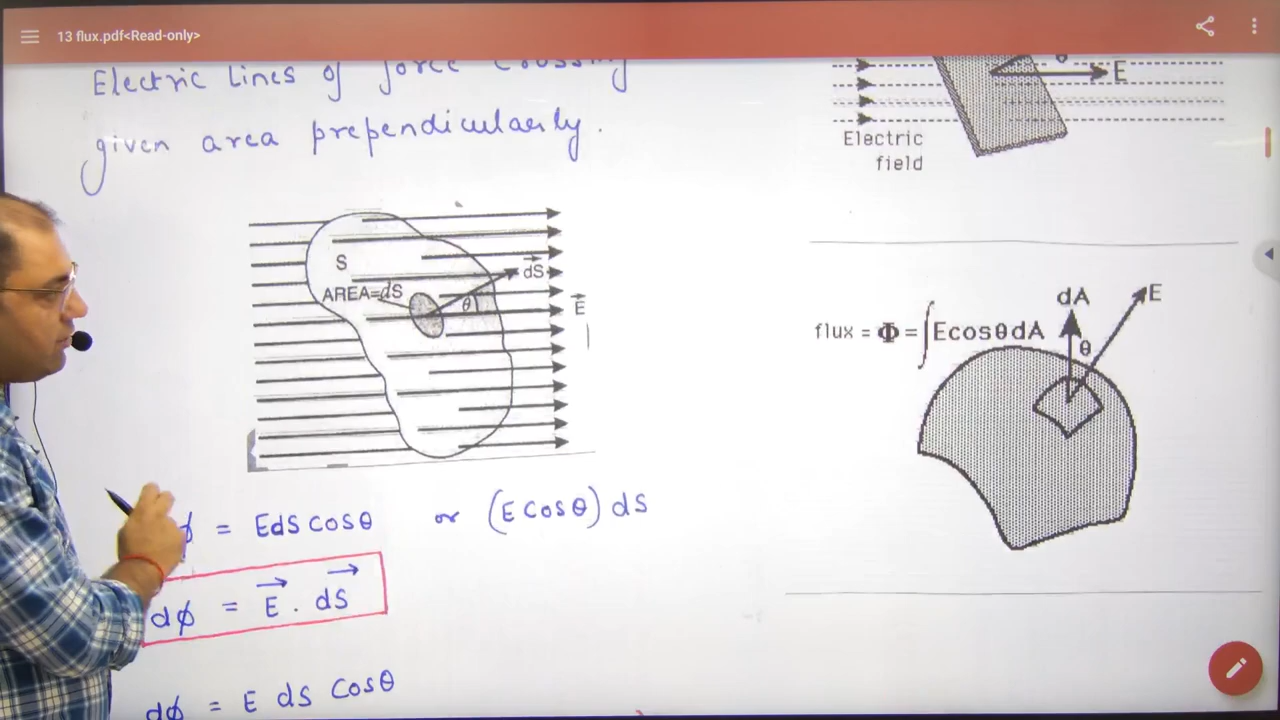 13 flux.pdf<Read-only>
Electric lines of force
given area prependicularly.
S
AREA=dS
dS
θ
E
dφ = Eds cosθ or (E cosθ) ds
dφ = E . ds
dφ = E ds Cosθ
θ
E
Electric
field
flux = Φ = ∫Ecosθ dA
dA
E
θ